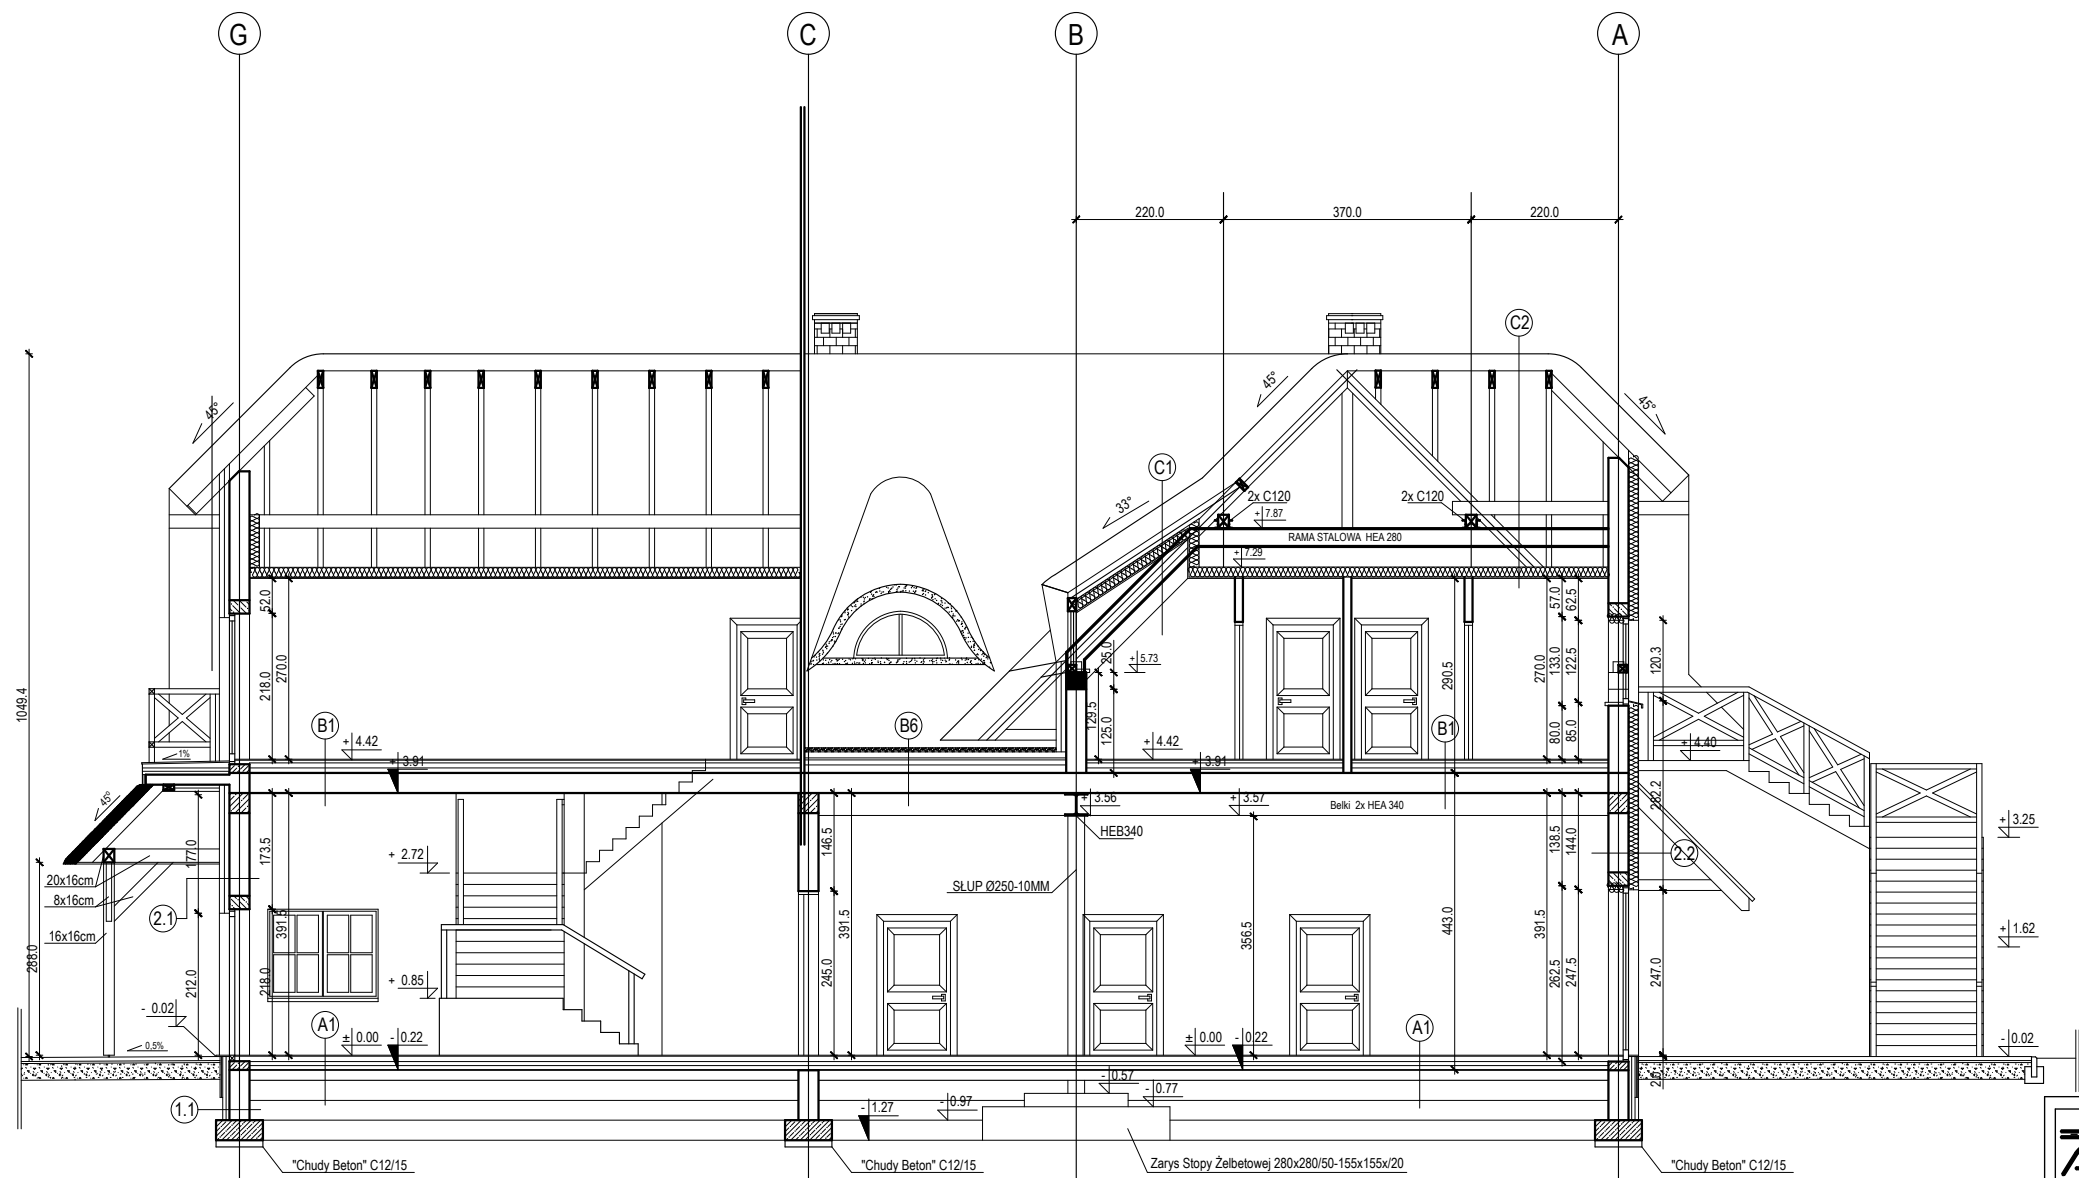 G C B A
220.0 370.0 220.0
C2
45° 45° 45°
C1
33°
2x C120 2x C120
+ 7.87
RAMA STALOWA HEA 280
+ 7.29
1049.4
52.0 270.0 218.0
25.0 + 5.73
129.5 125.0
290.5 270.0 57.0 133.0 80.0 62.5 122.5 85.0
120.3
B1 B6 B1
1% + 4.42 + 4.42 + 4.40
+ 3.91 + 3.91
45°
+ 3.56 + 3.57 Belki 2x HEA 340
HEB340
282.2
+ 3.25
177.0 173.5 + 2.72 146.5
138.5 144.0
2.2
20x16cm
8x16cm
SŁUP Ø250-10MM
2.1
16x16cm
288.0 212.0 218.0 391.5 245.0 391.5 356.5 443.0 391.5 262.5 247.5 247.0
+ 1.62
+ 0.85
- 0.02
0,5%
A1 A1
± 0.00 - 0.22 ± 0.00 - 0.22 - 0.02
- 0.57
- 0.77
- 0.97
- 1.27
1.1
"Chudy Beton" C12/15 "Chudy Beton" C12/15 Zarys Stopy Żelbetowej 280x280/50-155x155x/20 "Chudy Beton" C12/15